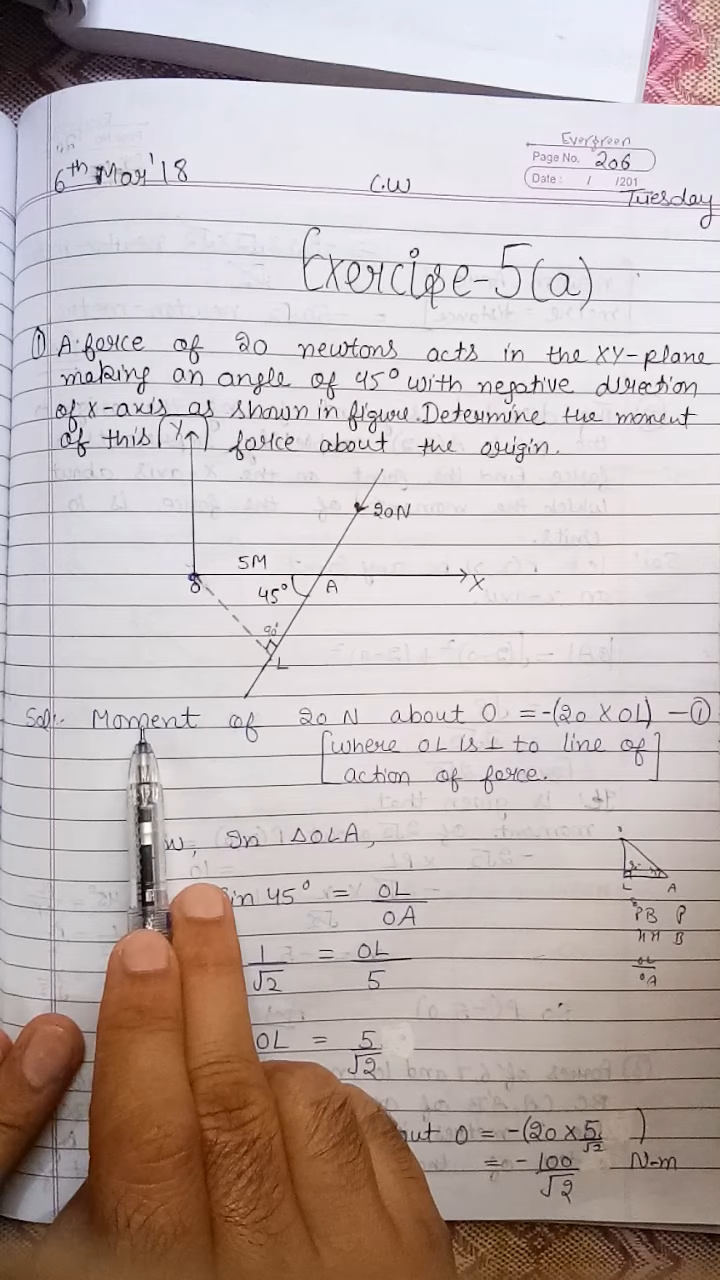 Evergreen
Page No. 206
Date: / /201
6th Mar'18 C.W Tuesday
Exercise-5(a)
① A force of 20 newtons acts in the XY-plane
making an angle of 45° with negative direction
of X-axis as shown in figure. Determine the moment
of this force about the origin.
Y
20N
5M
O 45° A X
90°
L
Sol:- Moment of 20 N about O = -(20 X OL) - ①
[where OL is ⊥ to line of]
[action of force.]
In △OLA,
Sin 45° = OL
OA
1 = OL
√2 5
OL = 5
√2
O = -(20 × 5/√2)
= - 100 N-m
√2
L A
PB P
HH B
OL
OA